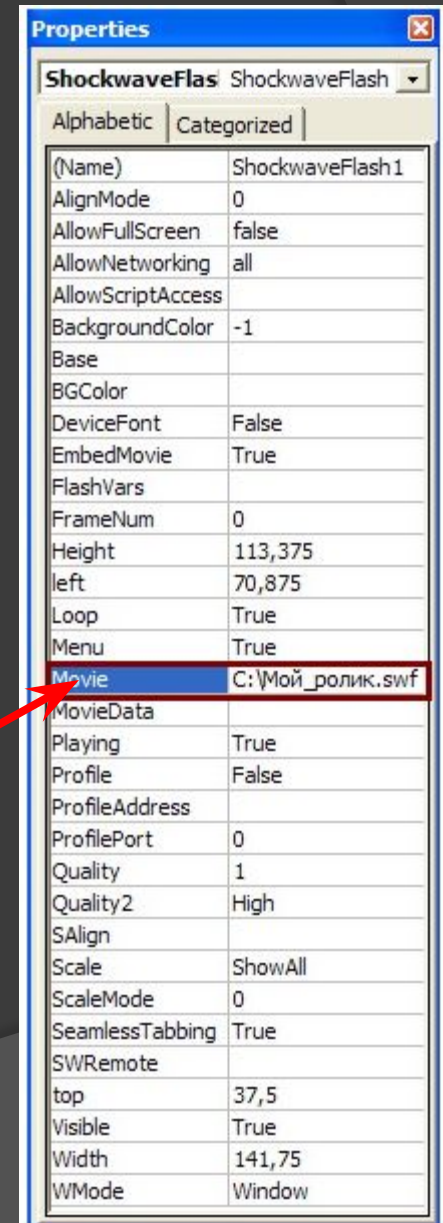 Properties
ShockwaveFlas ShockwaveFlash
Alphabetic Categorized
(Name) ShockwaveFlash1
AlignMode 0
AllowFullScreen false
AllowNetworking all
AllowScriptAccess
BackgroundColor -1
Base
BGColor
DeviceFont False
EmbedMovie True
FlashVars
FrameNum 0
Height 113,375
left 70,875
Loop True
Menu True
Movie C:\Мой_ролик.swf
MovieData
Playing True
Profile False
ProfileAddress
ProfilePort 0
Quality 1
Quality2 High
SAlign
Scale ShowAll
ScaleMode 0
SeamlessTabbing True
SWRemote
top 37,5
Visible True
Width 141,75
WMode Window